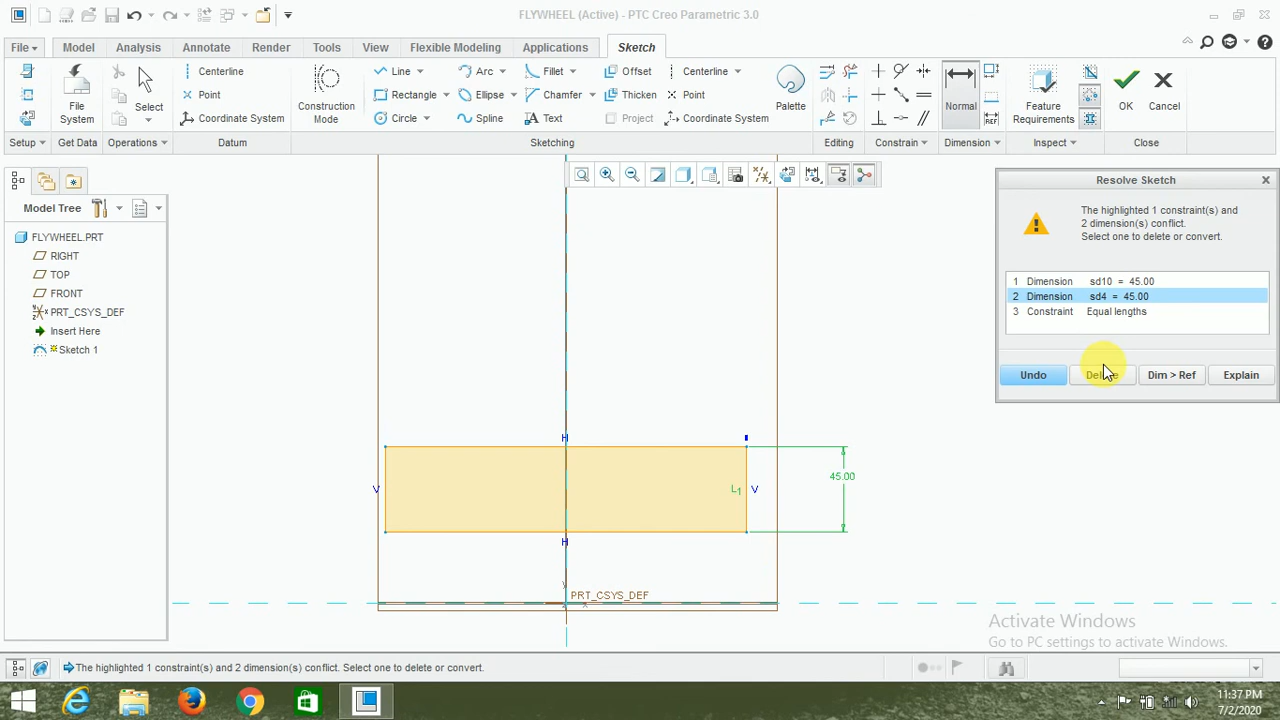 FLYWHEEL (Active) - PTC Creo Parametric 3.0
File Model Analysis Annotate Render Tools View Flexible Modeling Applications Sketch
File System
Select
Centerline
Point
Coordinate System
Construction Mode
Line Arc Fillet Offset Centerline
Rectangle Ellipse Chamfer Thicken Point
Circle Spline Text Project Coordinate System
Palette
Normal
REF
Feature Requirements
OK Cancel
Setup Get Data Operations Datum Sketching Editing Constrain Dimension Inspect Close
Model Tree
FLYWHEEL.PRT
RIGHT
TOP
FRONT
PRT_CSYS_DEF
Insert Here
Sketch 1
Resolve Sketch
The highlighted 1 constraint(s) and
2 dimension(s) conflict.
Select one to delete or convert.
1 Dimension sd10 = 45.00
2 Dimension sd4 = 45.00
3 Constraint Equal lengths
Undo Delete Dim > Ref Explain
H
45.00
V L1 V
H
PRT_CSYS_DEF
Activate Windows
Go to PC settings to activate Windows.
The highlighted 1 constraint(s) and 2 dimension(s) conflict. Select one to delete or convert.
11:37 PM
7/2/2020